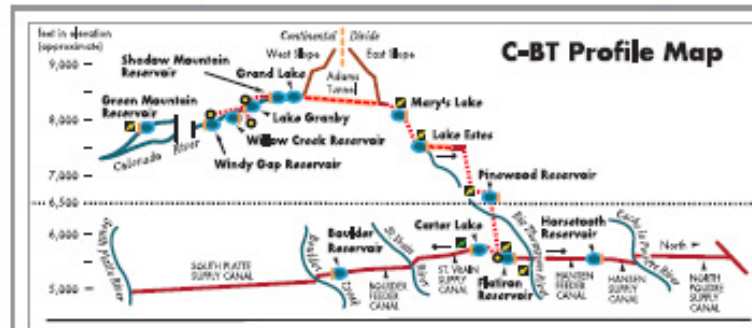 feet in elevation
(approximate)
Continental Divide
West Slope East Slope
C-BT Profile Map
9,000
8,000
7,000
6,500
6,000
5,000
Shadow Mountain
Reservoir
Grand Lake
Adams
Tunnel
Green Mountain
Reservoir
Mary's Lake
Lake Granby
Willow Creek Reservoir
Windy Gap Reservoir
Colorado River
Lake Estes
Pinewood Reservoir
South Platte River
SOUTH PLATTE
SUPPLY CANAL
Boulder
Creek
Boulder
Reservoir
BOULDER
FEEDER
CANAL
St. Vrain
River
Carter Lake
ST. VRAIN
SUPPLY
CANAL
Flatiron
Reservoir
Big Thompson River
Horsetooth
Reservoir
HANSEN
FEEDER
CANAL
HANSEN
SUPPLY
CANAL
Cache la Poudre River
North
NORTH
POUDRE
SUPPLY
CANAL